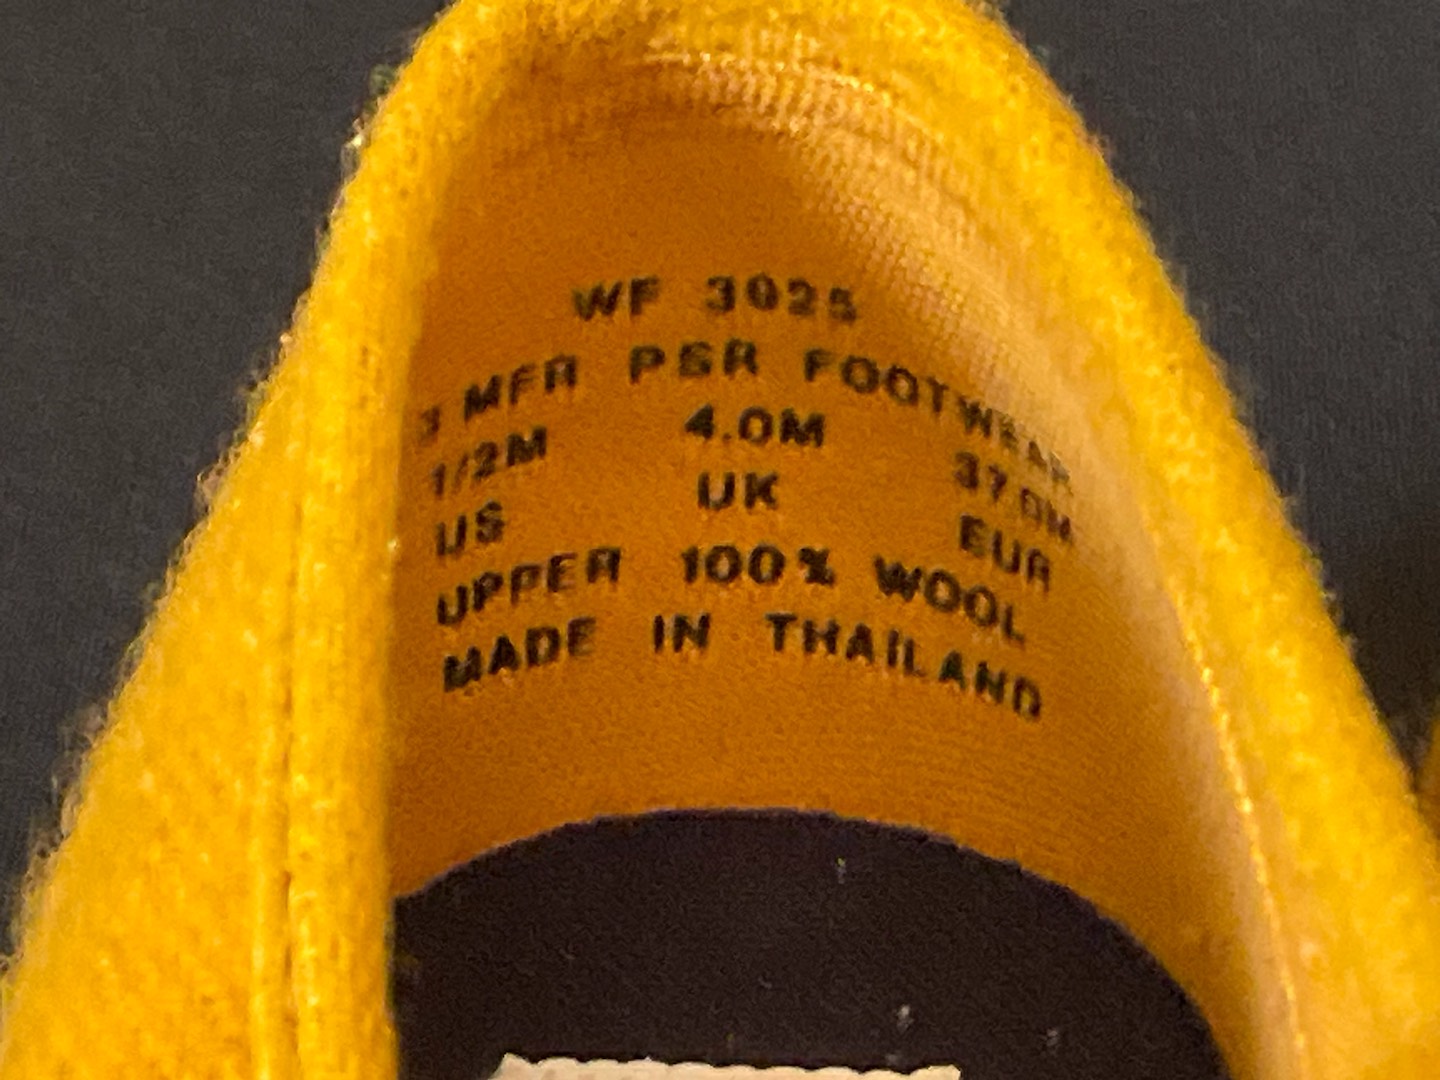 WF 3025
3 MFR PSR FOOTWEAR
1/2M 4.0M 37.0M
US UK EUR
UPPER 100% WOOL
MADE IN THAILAND